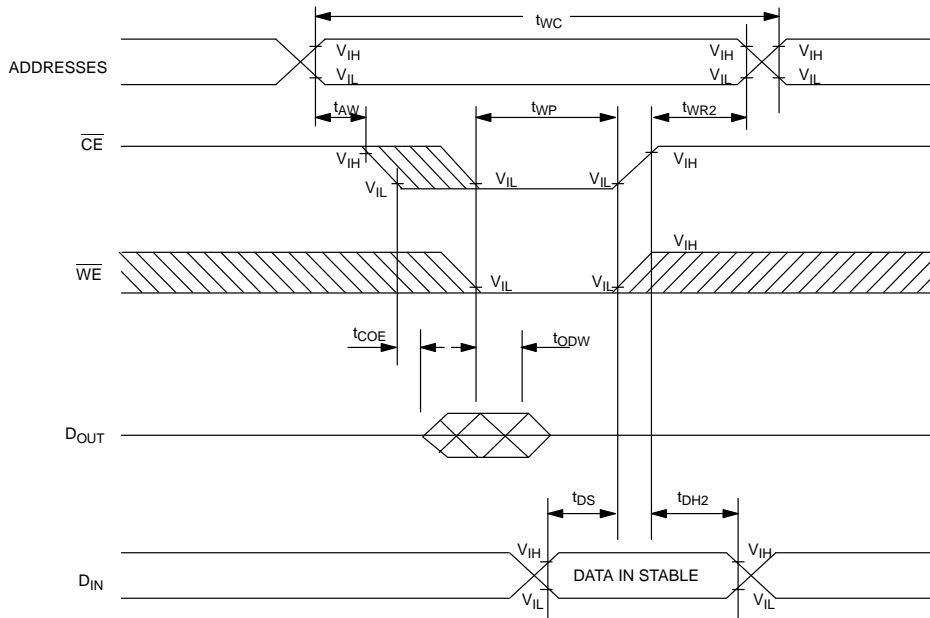 tWC
ADDRESSES
VIH VIH VIH
VIL VIL VIL
tAW tWP tWR2
CE
VIH VIH
VIL VIL VIL
WE
VIH
VIL VIL
tCOE tODW
DOUT
tDS tDH2
DIN
VIH DATA IN STABLE VIH
VIL VIL